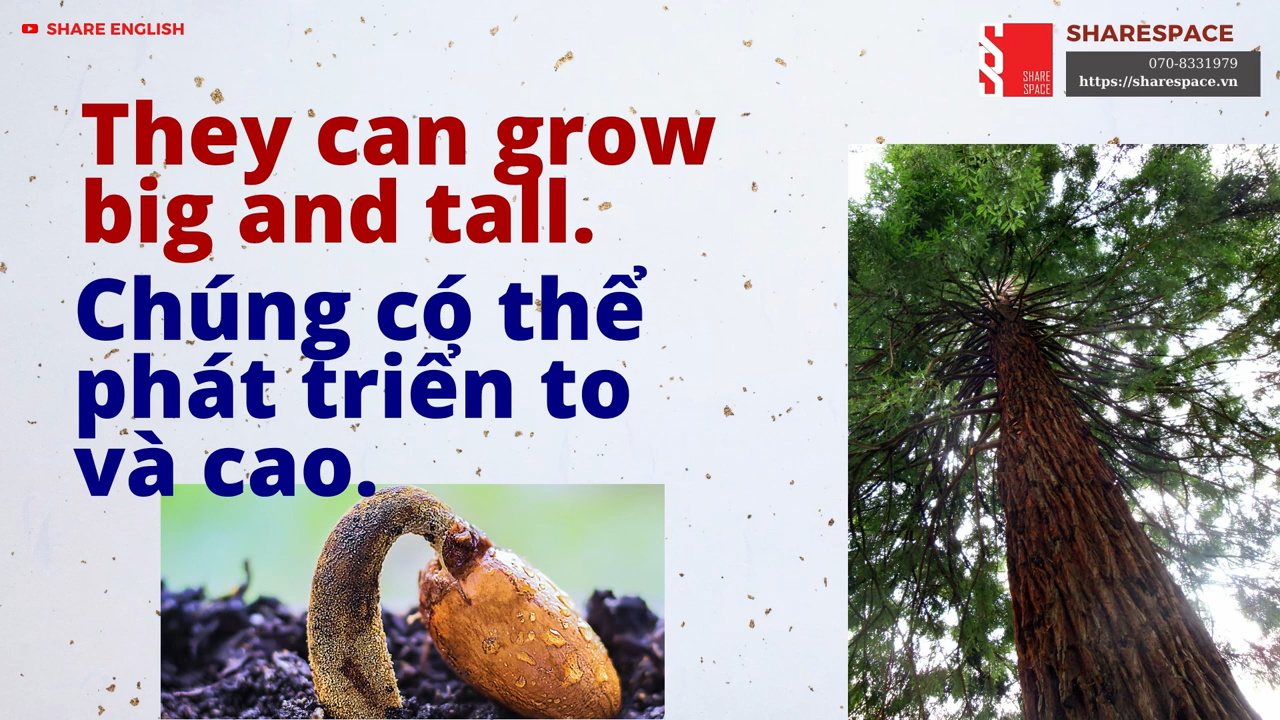 SHARE ENGLISH
SHARESPACE
SHARE
SPACE
070-8331979
https://sharespace.vn
They can grow
big and tall.
Chúng có thể
phát triển to
và cao.